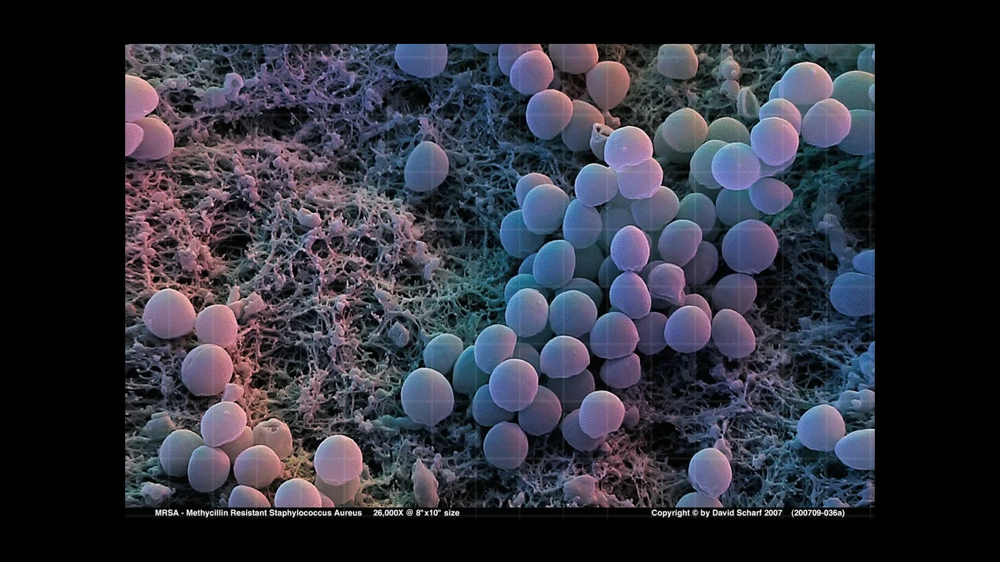 MRSA - Methycillin Resistant Staphylococcus Aureus 26,000X @ 8"x10" size Copyright © by David Scharf 2007 (200709-036a)